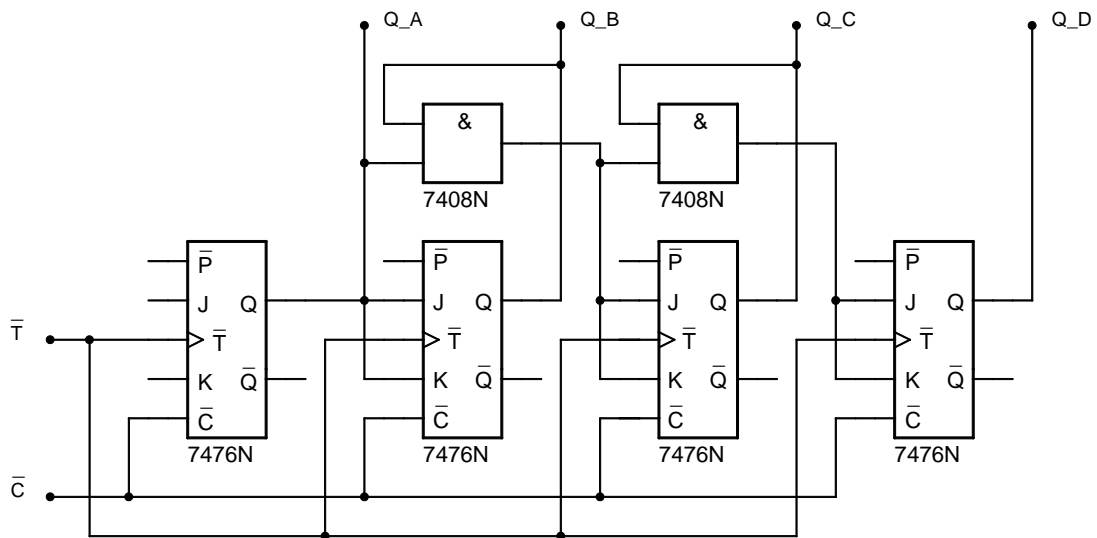 Q_A Q_B Q_C Q_D
& &
7408N 7408N
P̅ P̅ P̅ P̅
J Q J Q J Q J Q
T̅ T̅ T̅ T̅ T̅
K Q̅ K Q̅ K Q̅ K Q̅
C̅ C̅ C̅ C̅
7476N 7476N 7476N 7476N
C̅